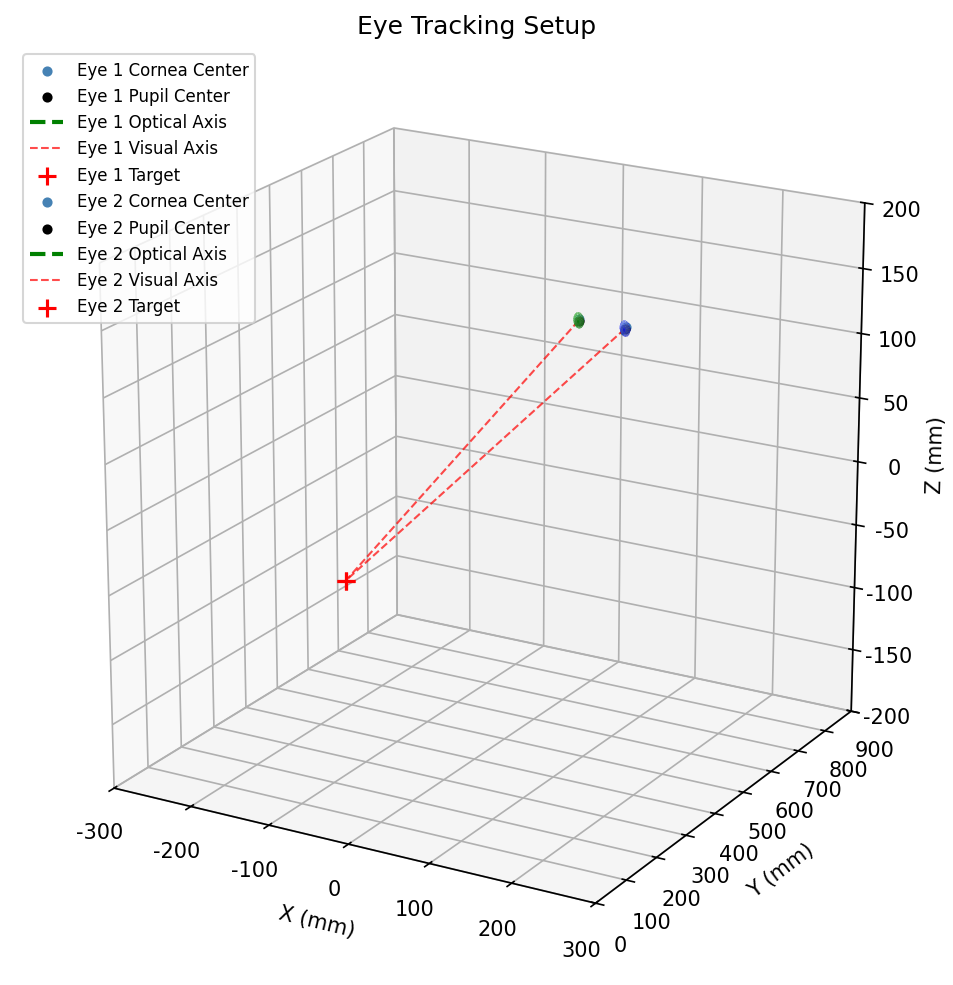 Eye Tracking Setup
Eye 1 Cornea Center
Eye 1 Pupil Center
Eye 1 Optical Axis
Eye 1 Visual Axis
Eye 1 Target
Eye 2 Cornea Center
Eye 2 Pupil Center
Eye 2 Optical Axis
Eye 2 Visual Axis
Eye 2 Target
200
150
100
50
0
-50
-100
-150
-200
Z (mm)
900
800
700
600
500
400
300
200
100
0
Y (mm)
-300
-200
-100
0
100
200
300
X (mm)